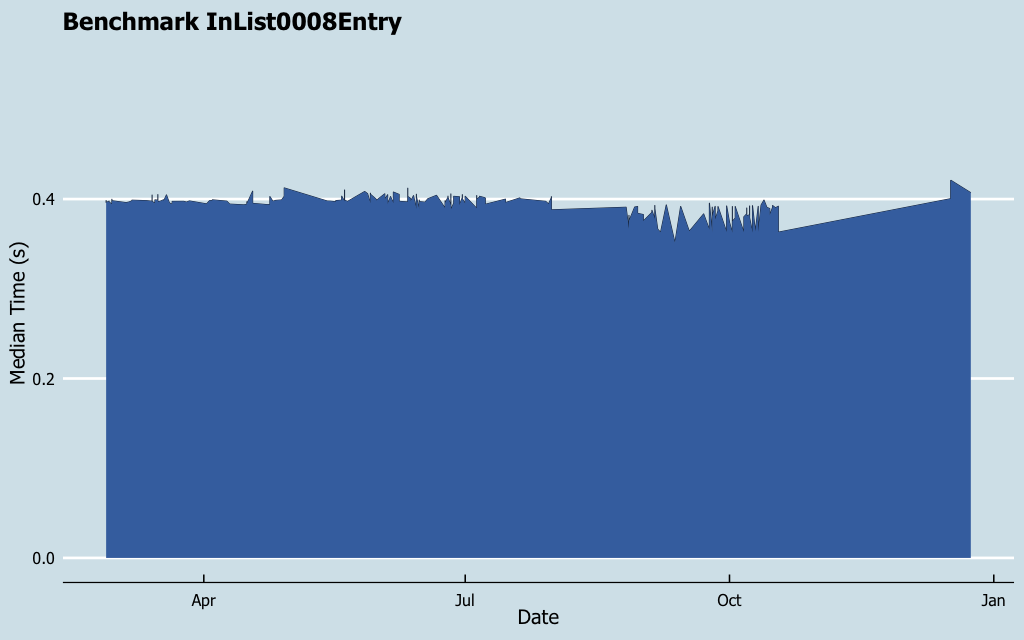 Benchmark InList0008Entry
Median Time (s)
0.4
0.2
0.0
Apr
Jul
Oct
Jan
Date